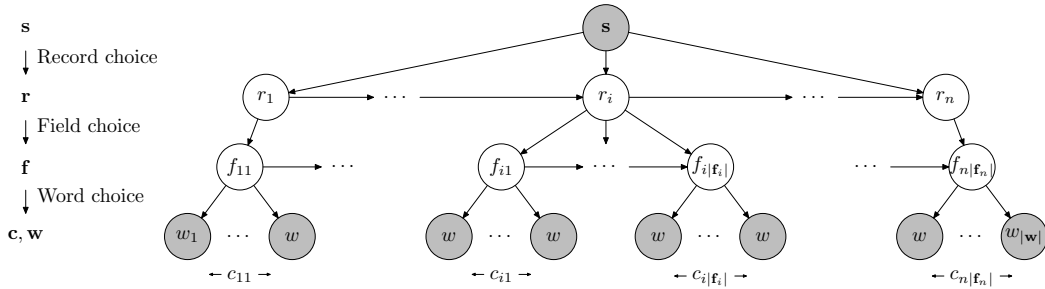 s s
Record choice
r r₁ ··· rᵢ ··· rₙ
Field choice
f f₁₁ ··· fᵢ₁ ··· fᵢ|fᵢ| ··· fₙ|fₙ|
Word choice
c, w w₁ ··· w w ··· w w ··· w w ··· w|w|
c₁₁ cᵢ₁ cᵢ|fᵢ| cₙ|fₙ|